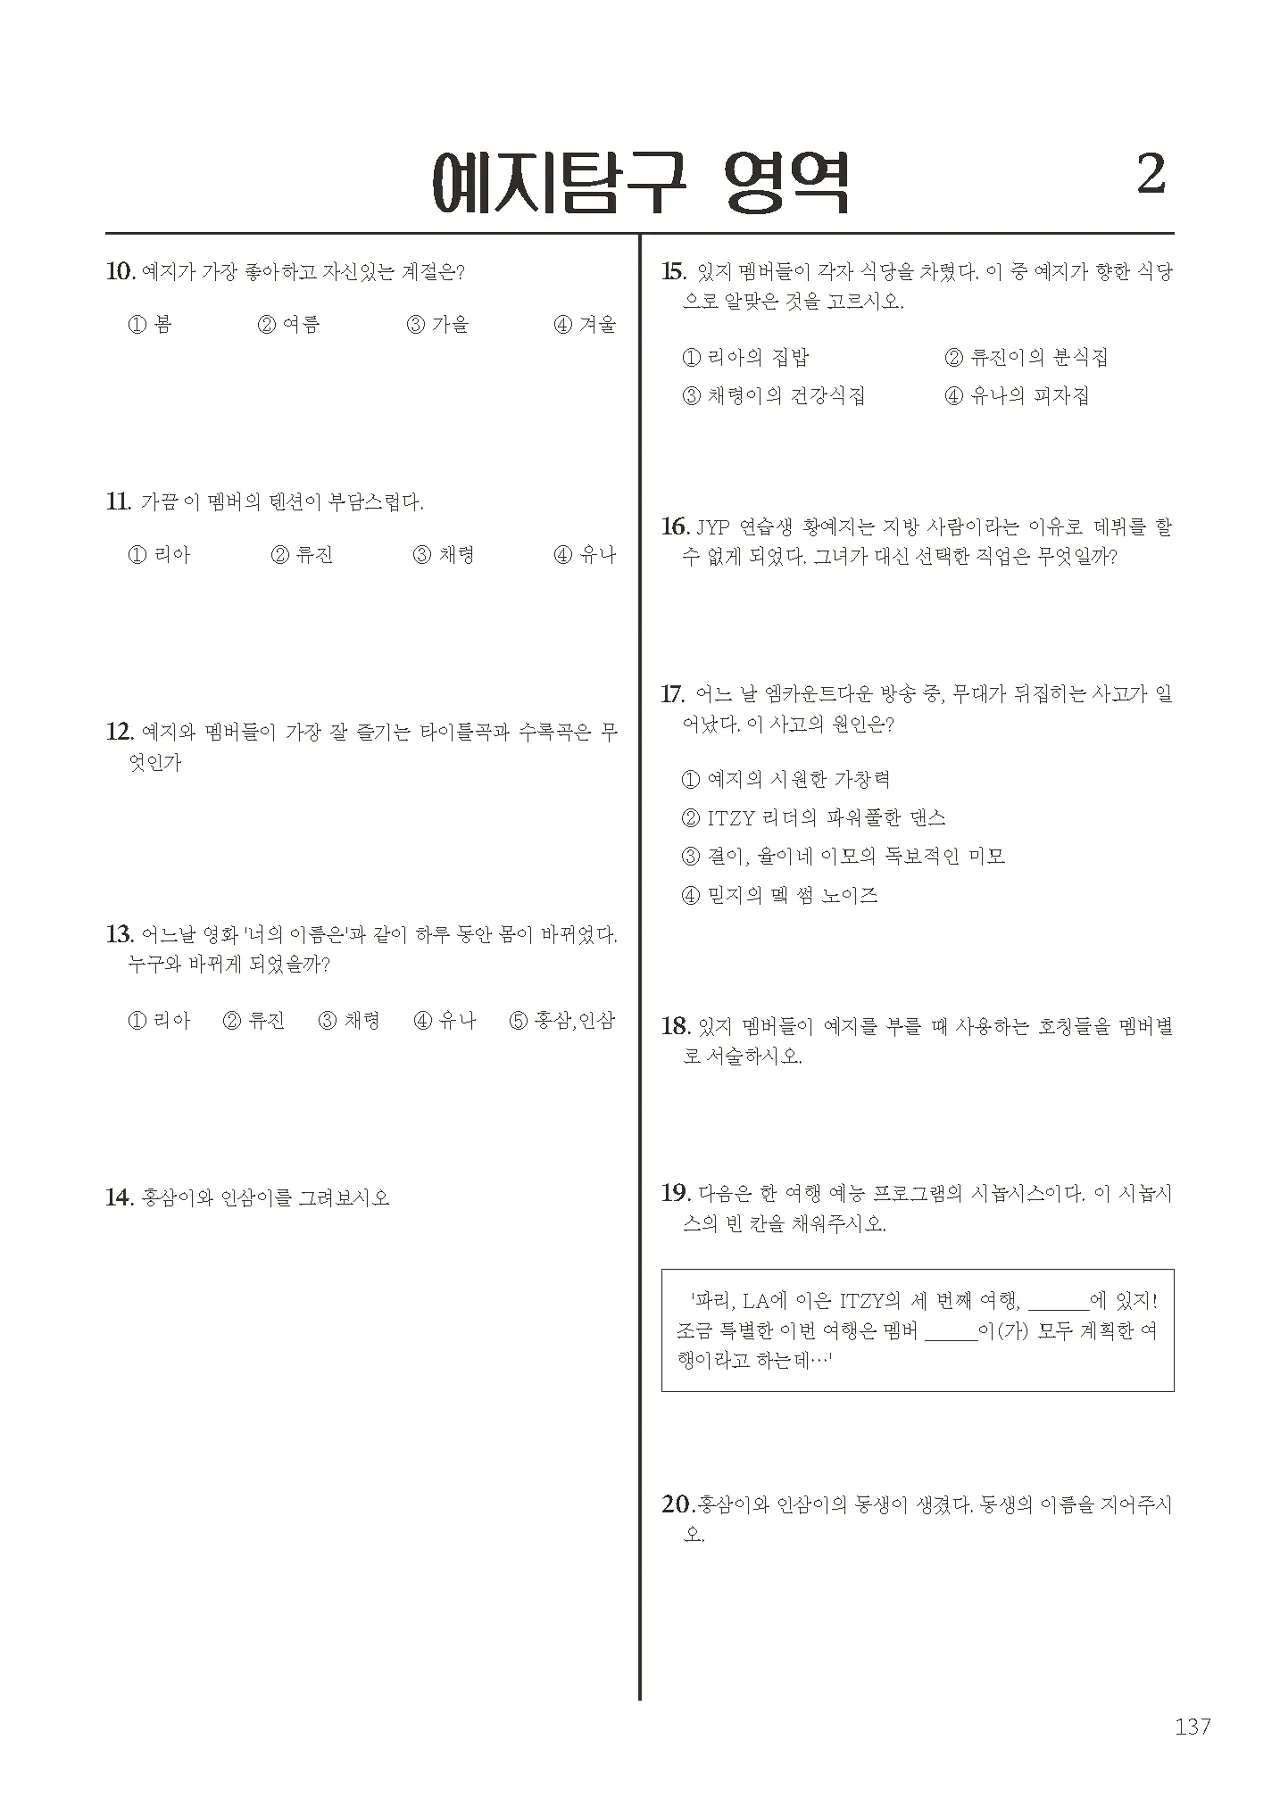 예지탐구 영역
2
10. 예지가 가장 좋아하고 자신있는 계절은?
① 봄 ② 여름 ③ 가을 ④ 겨울
11. 가끔 이 멤버의 텐션이 부담스럽다.
① 리아 ② 류진 ③ 채령 ④ 유나
12. 예지와 멤버들이 가장 잘 즐기는 타이틀곡과 수록곡은 무
엇인가
13. 어느날 영화 '너의 이름은'과 같이 하루 동안 몸이 바뀌었다.
누구와 바뀌게 되었을까?
① 리아 ② 류진 ③ 채령 ④ 유나 ⑤ 홍삼,인삼
14. 홍삼이와 인삼이를 그려보시오
15. 있지 멤버들이 각자 식당을 차렸다. 이 중 예지가 향한 식당
으로 알맞은 것을 고르시오.
① 리아의 집밥 ② 류진이의 분식집
③ 채령이의 건강식집 ④ 유나의 피자집
16. JYP 연습생 황예지는 지방 사람이라는 이유로 데뷔를 할
수 없게 되었다. 그녀가 대신 선택한 직업은 무엇일까?
17. 어느 날 엠카운트다운 방송 중, 무대가 뒤집히는 사고가 일
어났다. 이 사고의 원인은?
① 예지의 시원한 가창력
② ITZY 리더의 파워풀한 댄스
③ 결이, 율이네 이모의 독보적인 미모
④ 믿지의 멬 썸 노이즈
18. 있지 멤버들이 예지를 부를 때 사용하는 호칭들을 멤버별
로 서술하시오.
19. 다음은 한 여행 예능 프로그램의 시놉시스이다. 이 시놉시
스의 빈 칸을 채워주시오.
'파리, LA에 이은 ITZY의 세 번째 여행, ______에 있지!
조금 특별한 이번 여행은 멤버 _____이(가) 모두 계획한 여
행이라고 하는데…'
20.홍삼이와 인삼이의 동생이 생겼다. 동생의 이름을 지어주시
오.
137